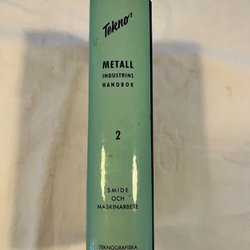 Tekno's
METALL
INDUSTRINS
HANDBOK
2
SMIDE
OCH
MASKINARBETE
TEKNOGRAFISKA